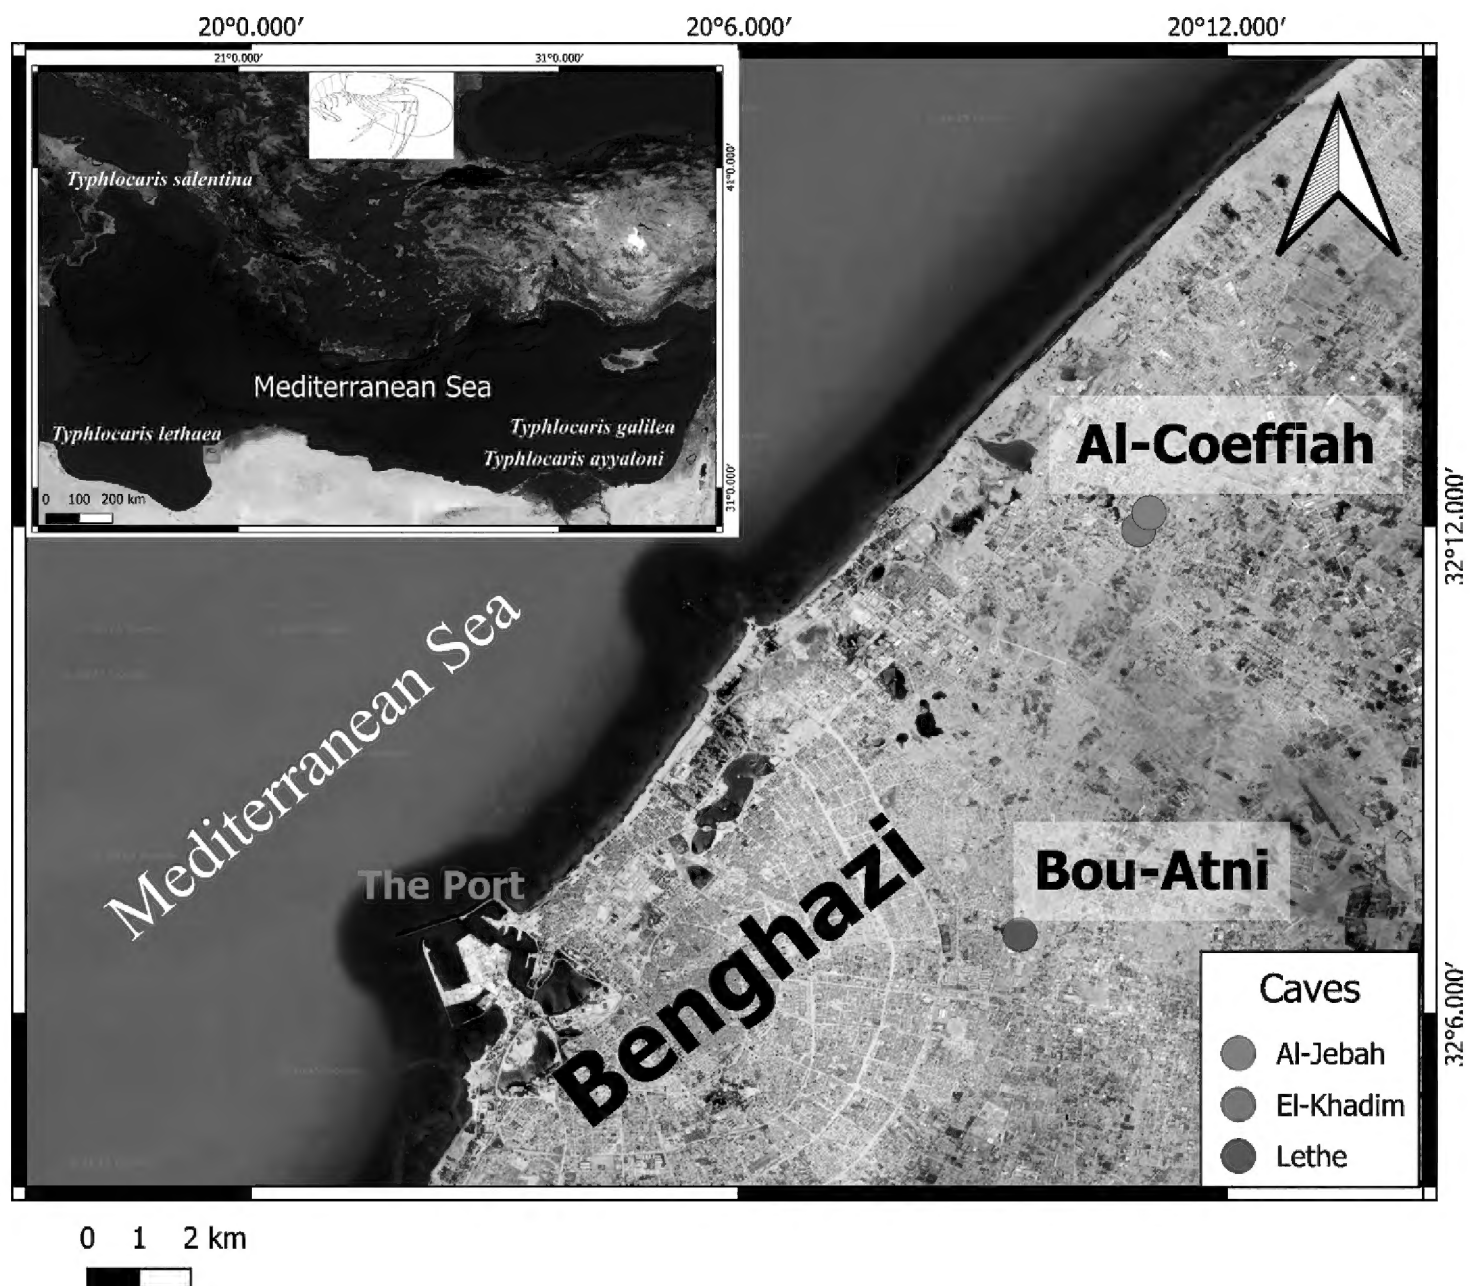 20°0.000′ 20°6.000′ 20°12.000′
21°0.000′ 31°0.000′
41°0.000′
Typhlocaris salentina
Mediterranean Sea
Typhlocaris lethaea
Typhlocaris galilea
Typhlocaris ayyaloni
0 100 200 km
31°0.000′
Al-Coeffiah
32°12.000′
Mediterranean Sea
The Port
Benghazi
Bou-Atni
32°6.000′
Caves
Al-Jebah
El-Khadim
Lethe
0 1 2 km